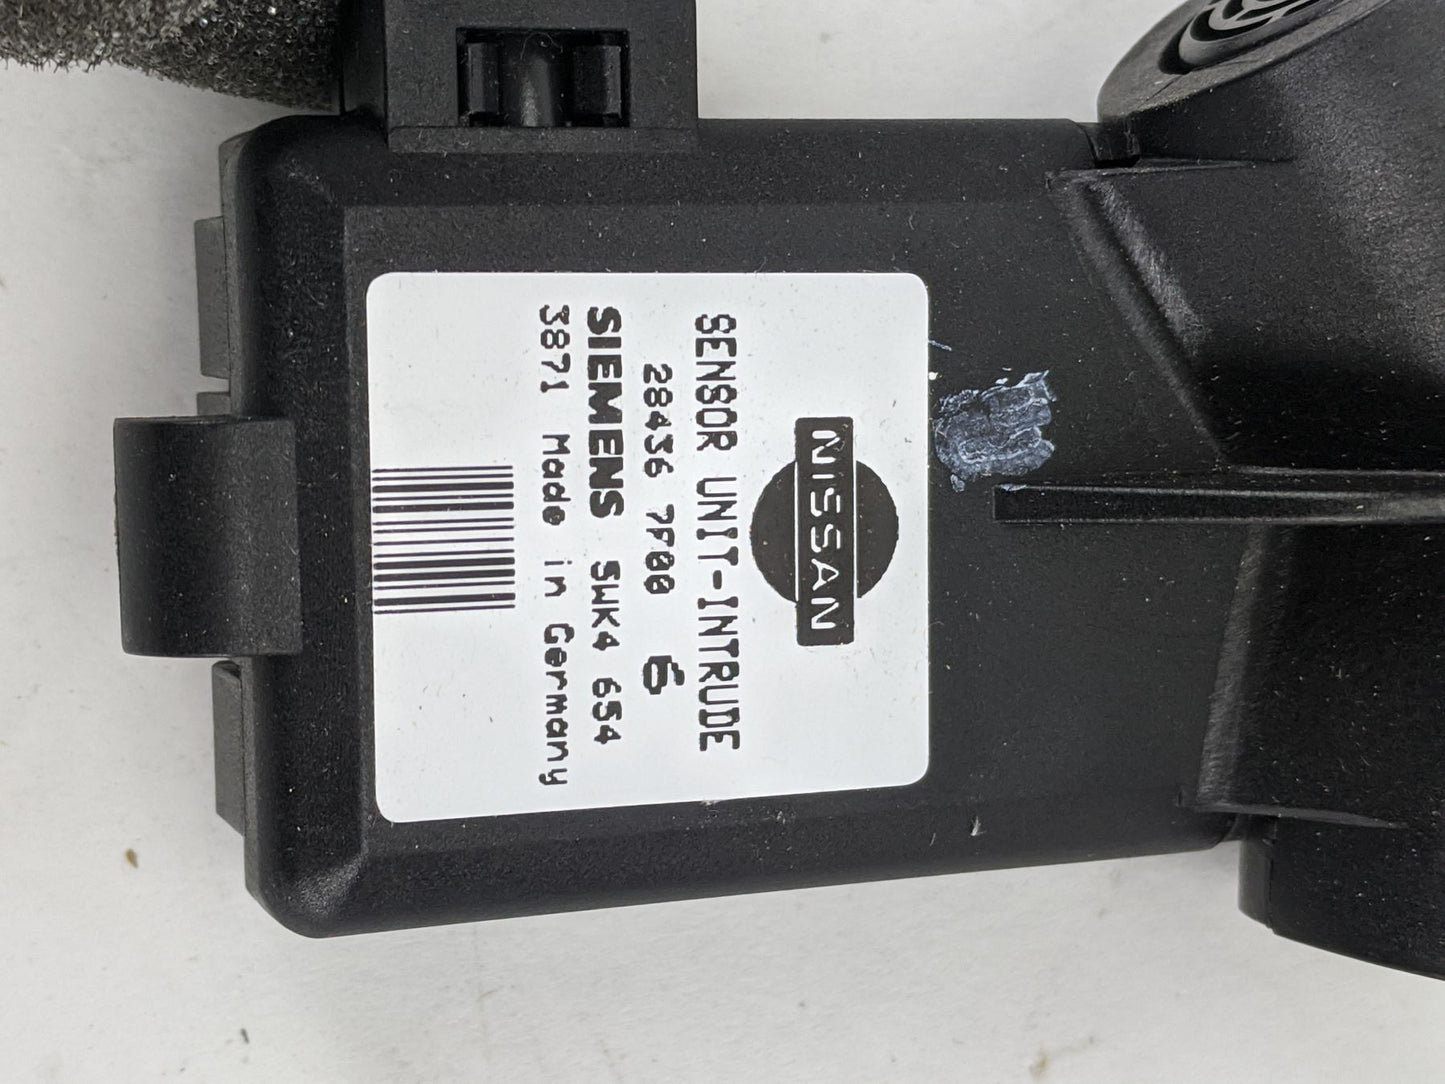 NISSAN
SENSOR UNIT-INTRUDE
28436 7F00 6
SIEMENS 5WK4 654
3871 Made in Germany